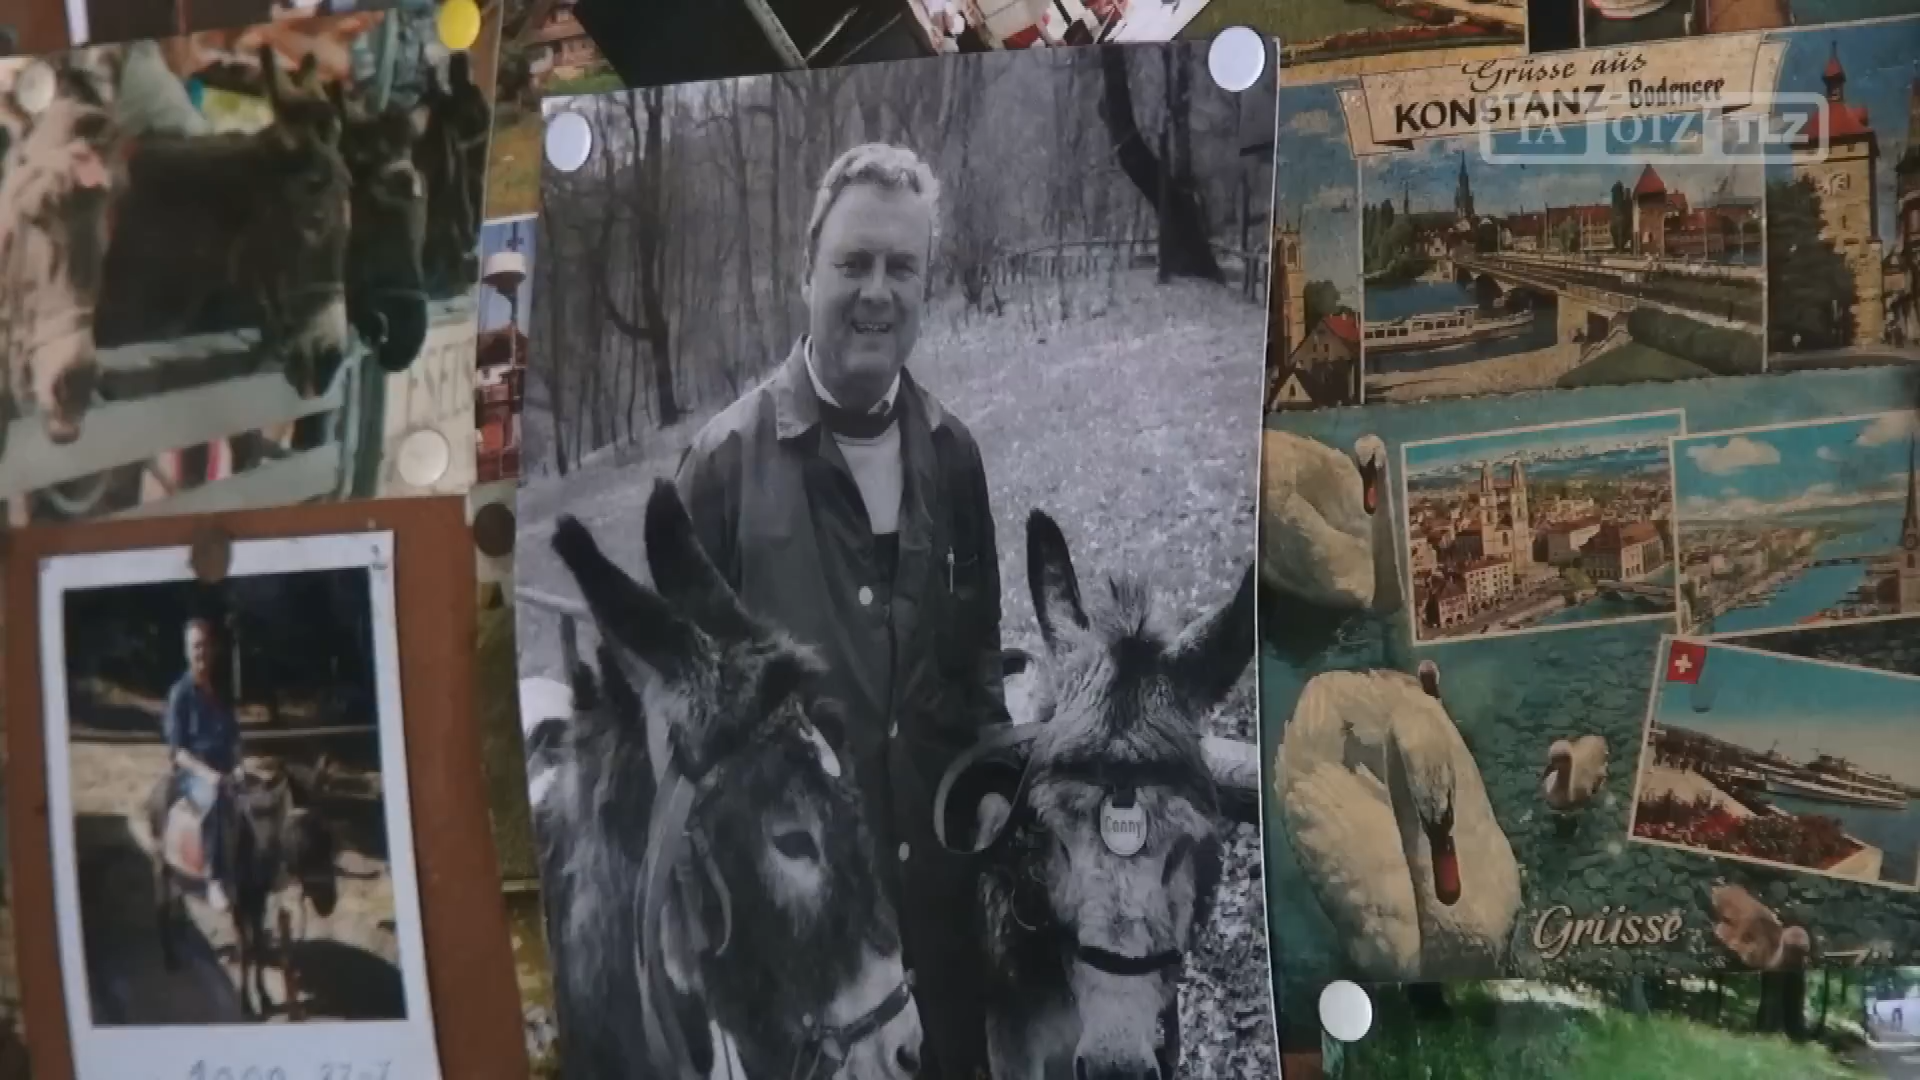 Grüsse aus
KONSTANZ-Bodensee
TA OTZ TLZ
Conny
Grüsse